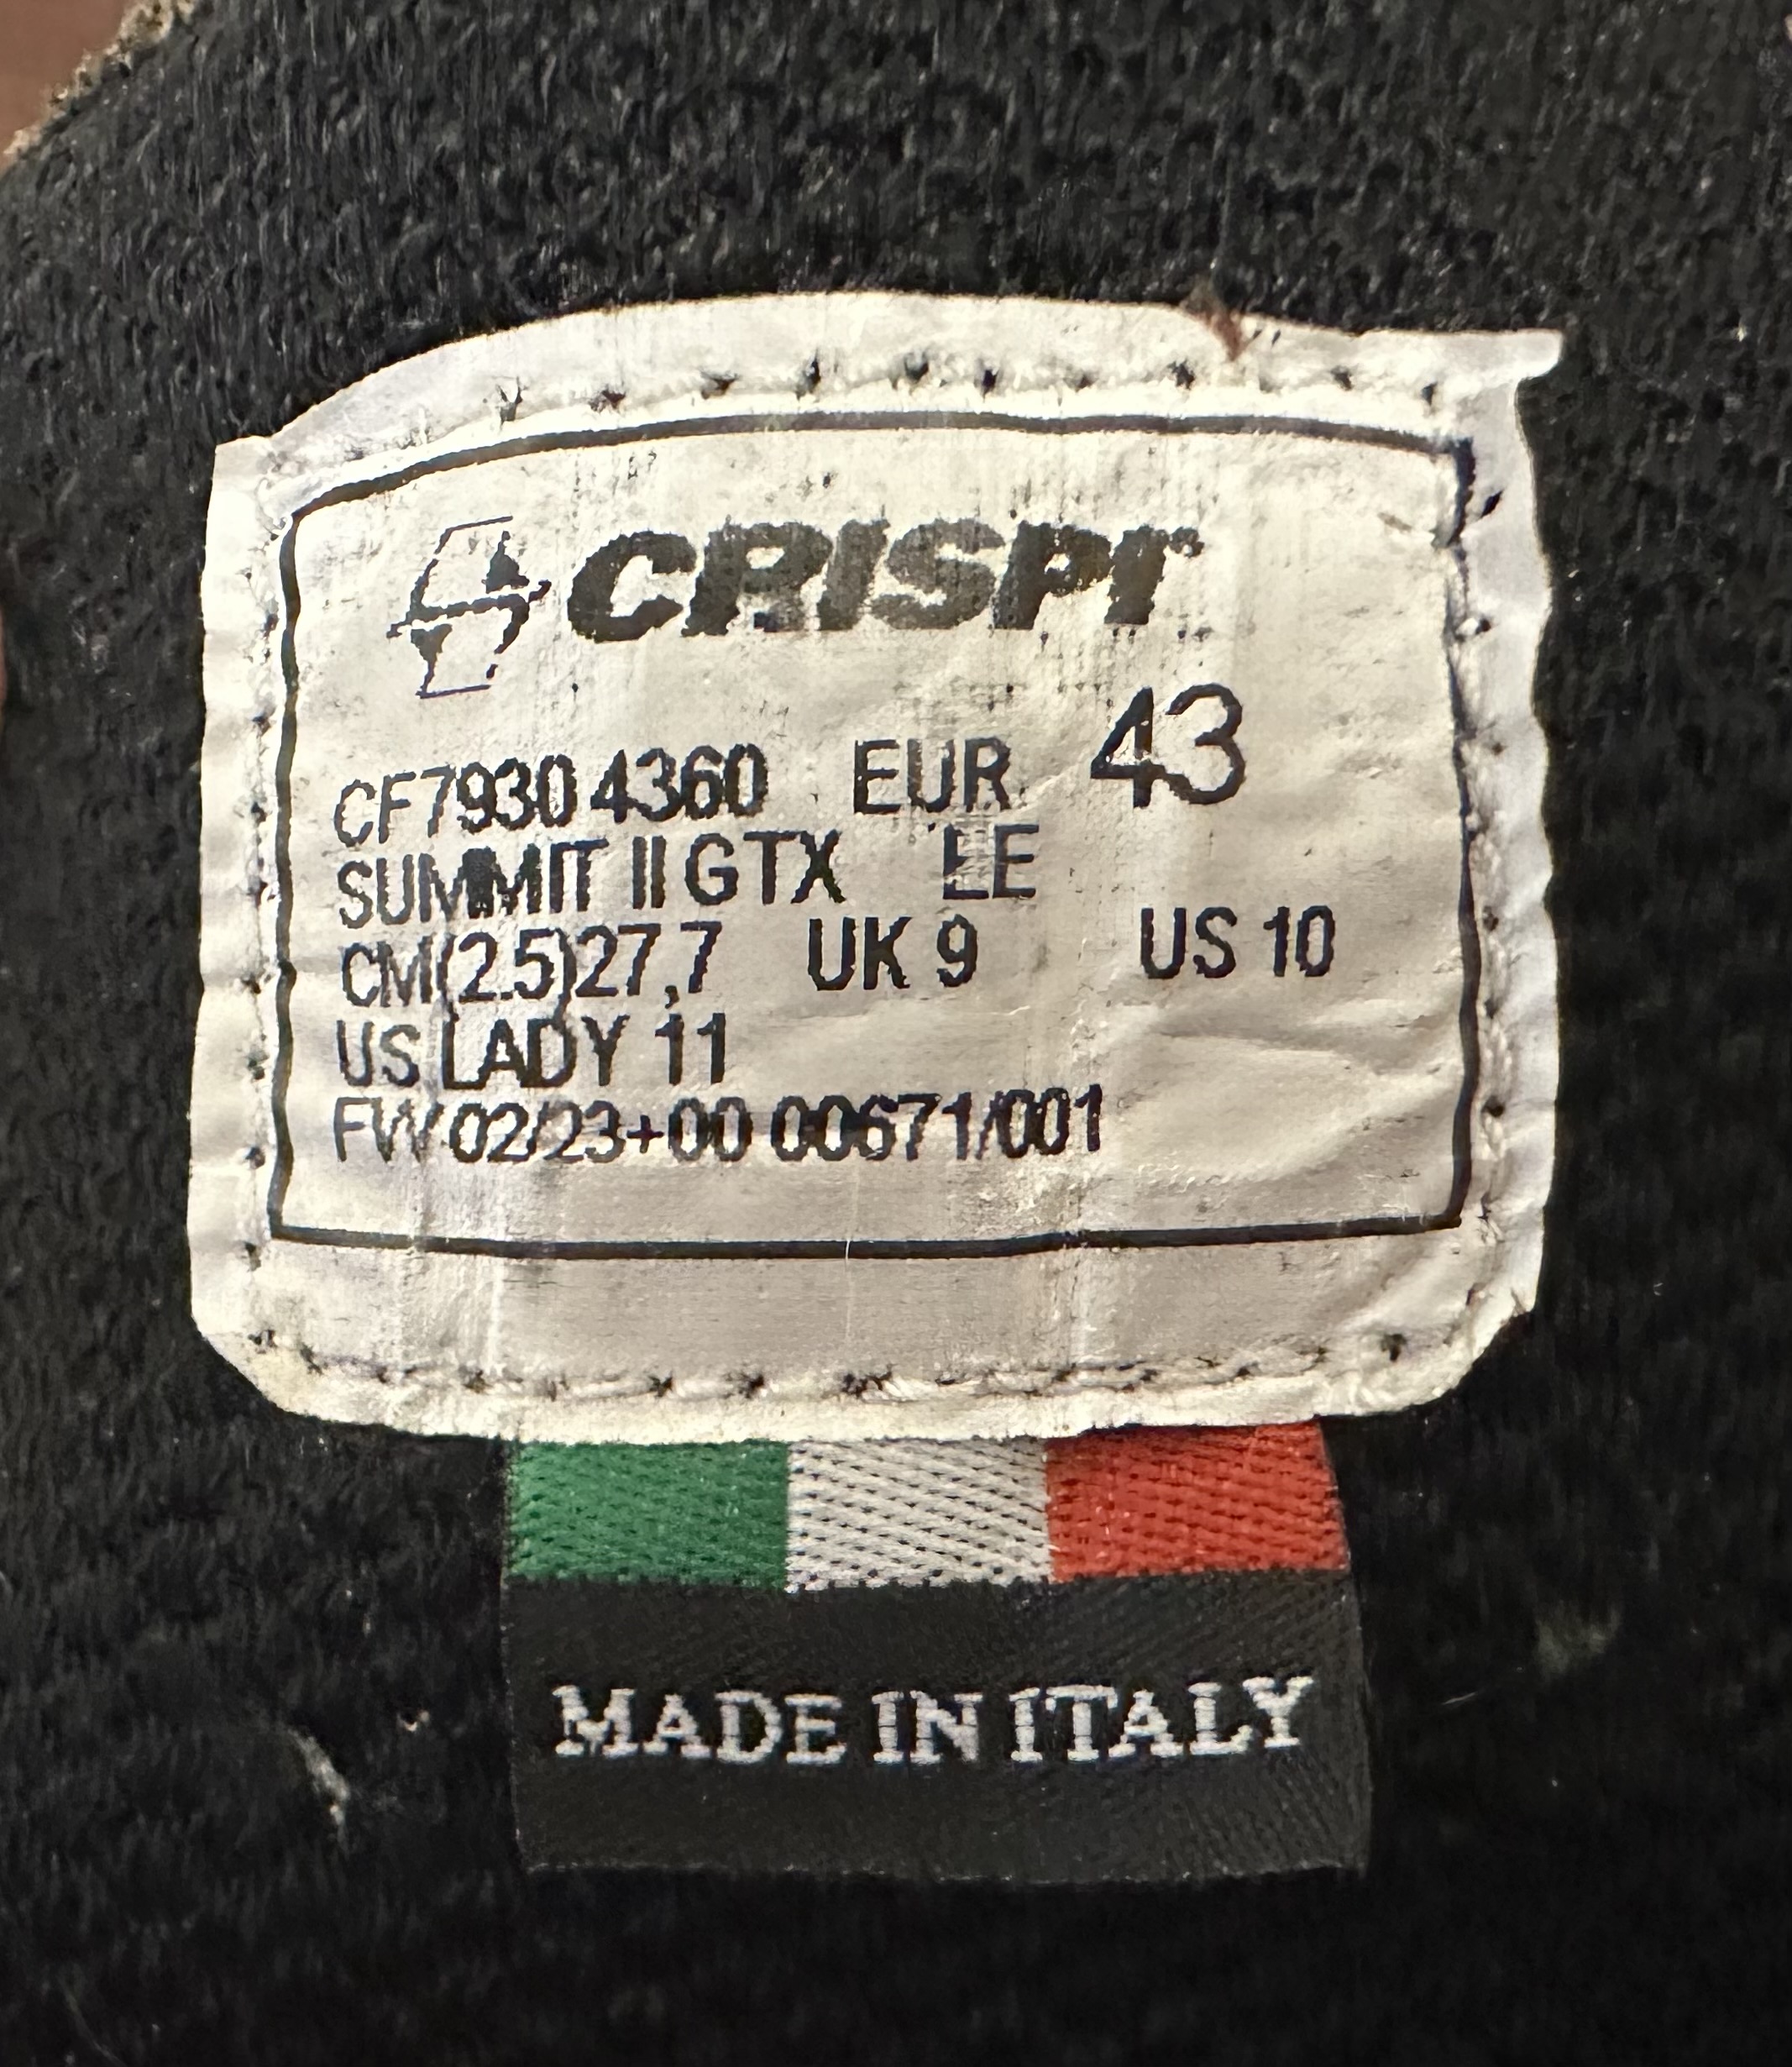 CRISPI®
CF7930 4360 EUR 43
SUMMIT II GTX EE
CM(2.5)27,7 UK 9 US 10
US LADY 11
FW 02/23+00 00671/001
MADE IN ITALY